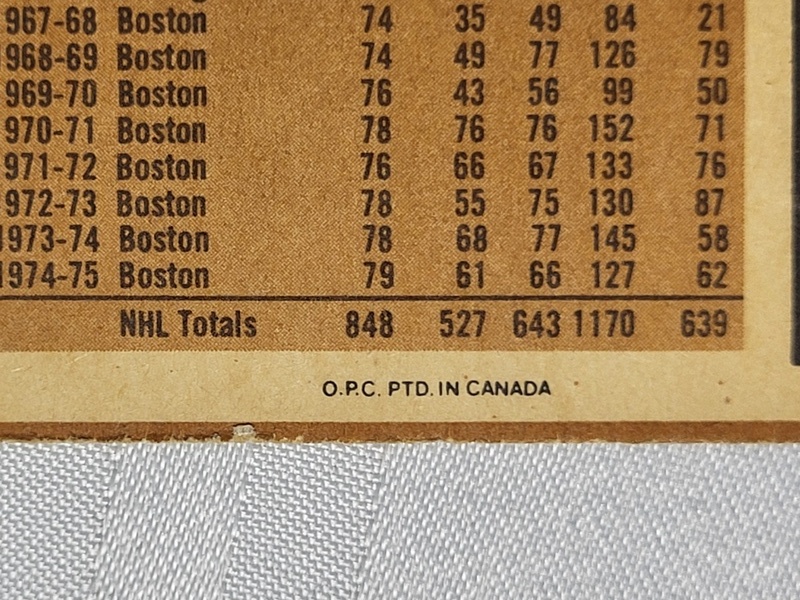 967-68 Boston 74 35 49 84 21
968-69 Boston 74 49 77 126 79
969-70 Boston 76 43 56 99 50
970-71 Boston 78 76 76 152 71
971-72 Boston 76 66 67 133 76
972-73 Boston 78 55 75 130 87
1973-74 Boston 78 68 77 145 58
1974-75 Boston 79 61 66 127 62
NHL Totals 848 527 643 1170 639
O.P.C. PTD. IN CANADA